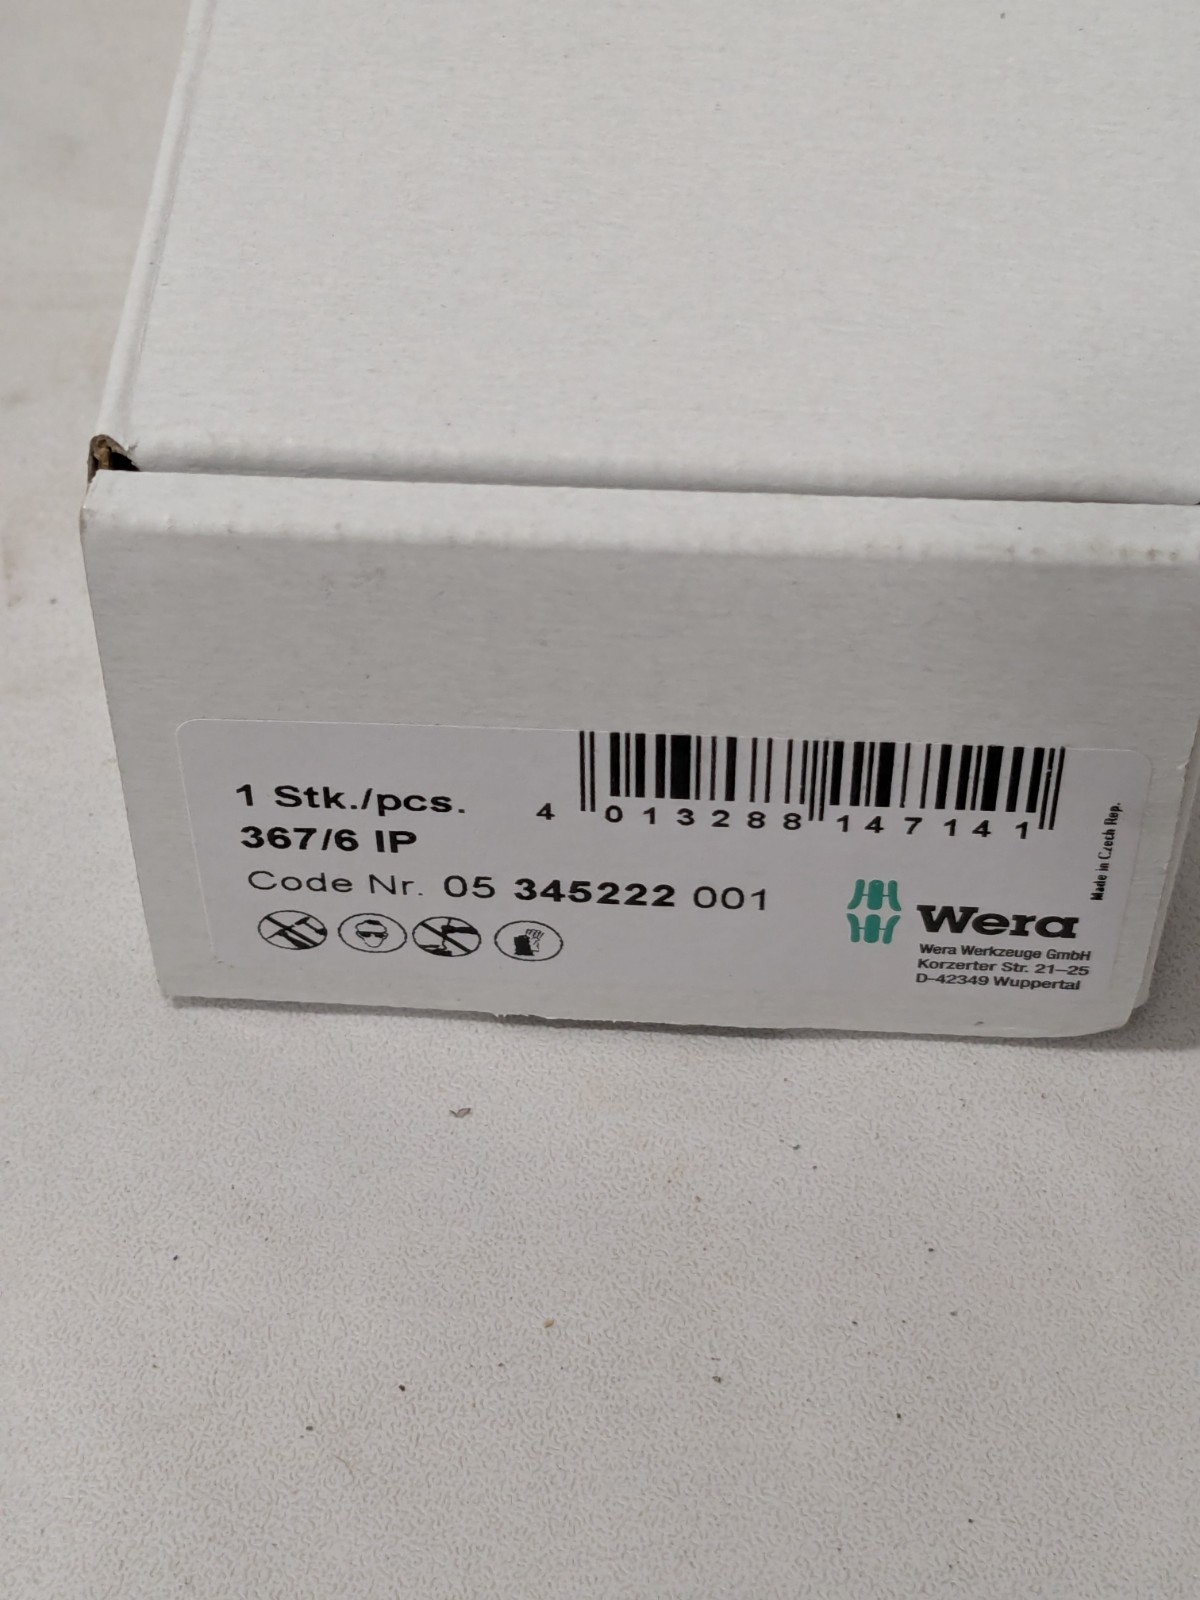 1 Stk./pcs.
367/6 IP
Code Nr. 05 345222 001
4 013288 147141
Made in Czech Rep.
Wera
Wera Werkzeuge GmbH
Korzerter Str. 21–25
D–42349 Wuppertal